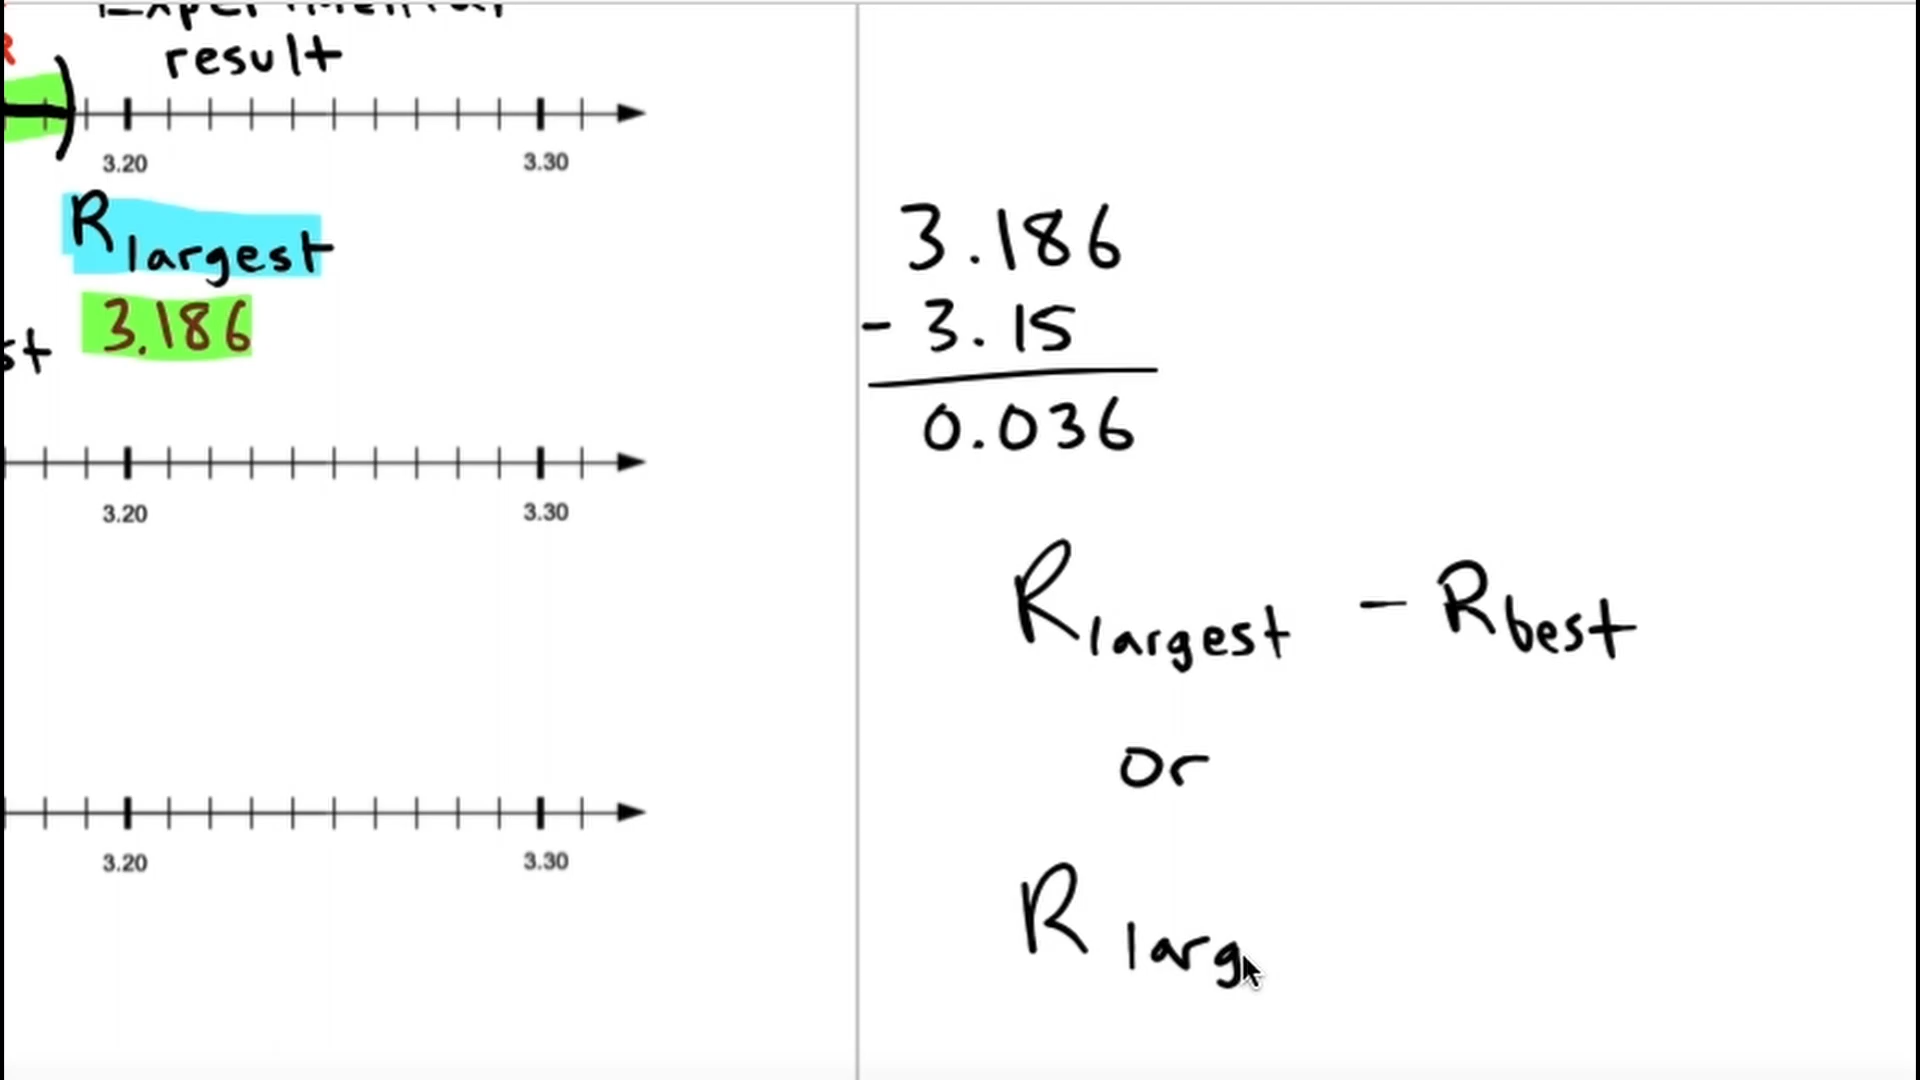 result
3.20 3.30
R largest
3.186
st
3.20 3.30
3.20 3.30
3.186
- 3.15
0.036
R largest - R best
or
R larg